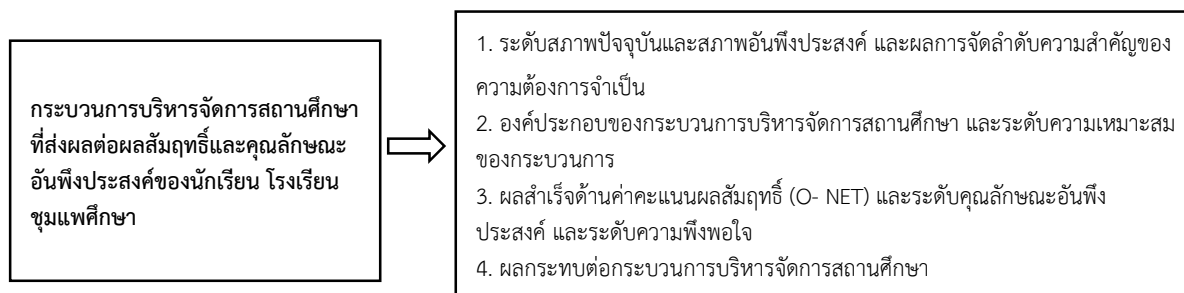 กระบวนการบริหารจัดการสถานศึกษา
ที่ส่งผลต่อผลสัมฤทธิ์และคุณลักษณะ
อันพึงประสงค์ของนักเรียน โรงเรียน
ชุมแพศึกษา
1. ระดับสภาพปัจจุบันและสภาพอันพึงประสงค์ และผลการจัดลำดับความสำคัญของ
ความต้องการจำเป็น
2. องค์ประกอบของกระบวนการบริหารจัดการสถานศึกษา และระดับความเหมาะสม
ของกระบวนการ
3. ผลสำเร็จด้านค่าคะแนนผลสัมฤทธิ์ (O- NET) และระดับคุณลักษณะอันพึง
ประสงค์ และระดับความพึงพอใจ
4. ผลกระทบต่อกระบวนการบริหารจัดการสถานศึกษา